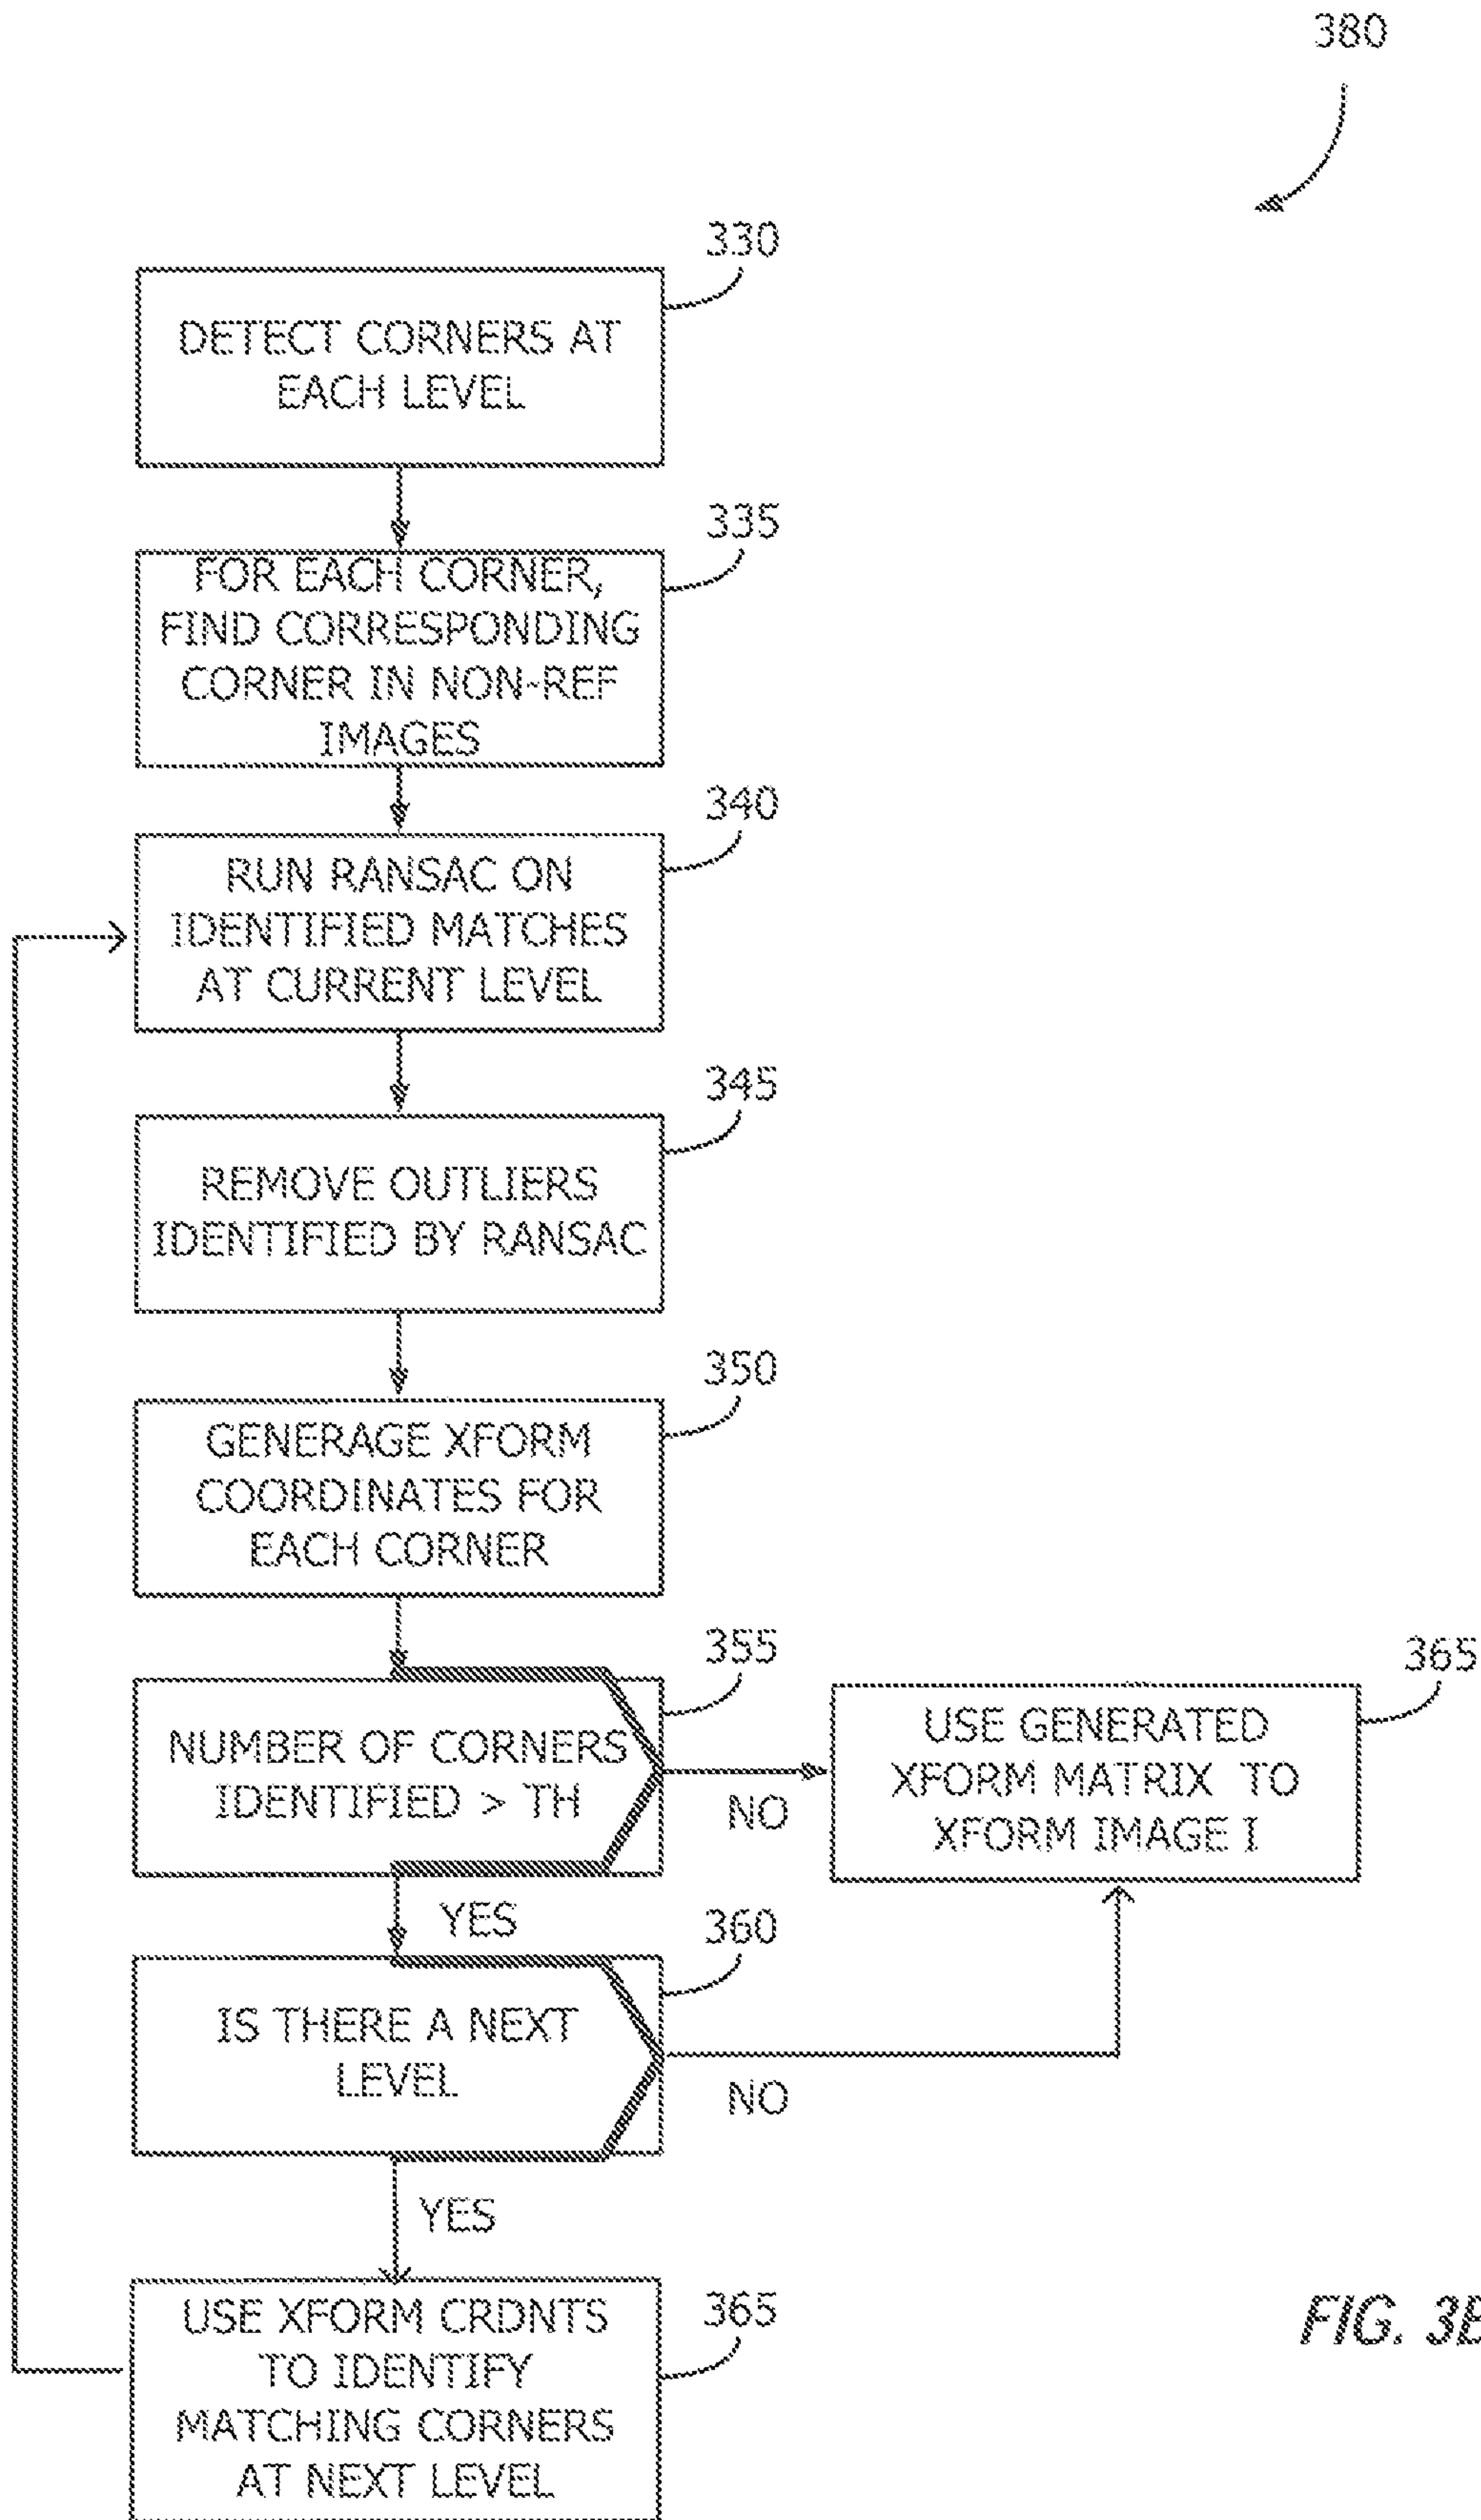 380
330
DETECT CORNERS AT
EACH LEVEL
335
FOR EACH CORNER,
FIND CORRESPONDING
CORNER IN NON-REF
IMAGES
340
RUN RANSAC ON
IDENTIFIED MATCHES
AT CURRENT LEVEL
345
REMOVE OUTLIERS
IDENTIFIED BY RANSAC
350
GENERAGE XFORM
COORDINATES FOR
EACH CORNER
355
NUMBER OF CORNERS
IDENTIFIED > TH
NO
365
USE GENERATED
XFORM MATRIX TO
XFORM IMAGE I
YES
360
IS THERE A NEXT
LEVEL
NO
YES
365
USE XFORM CRDNTS
TO IDENTIFY
MATCHING CORNERS
AT NEXT LEVEL
FIG. 3B